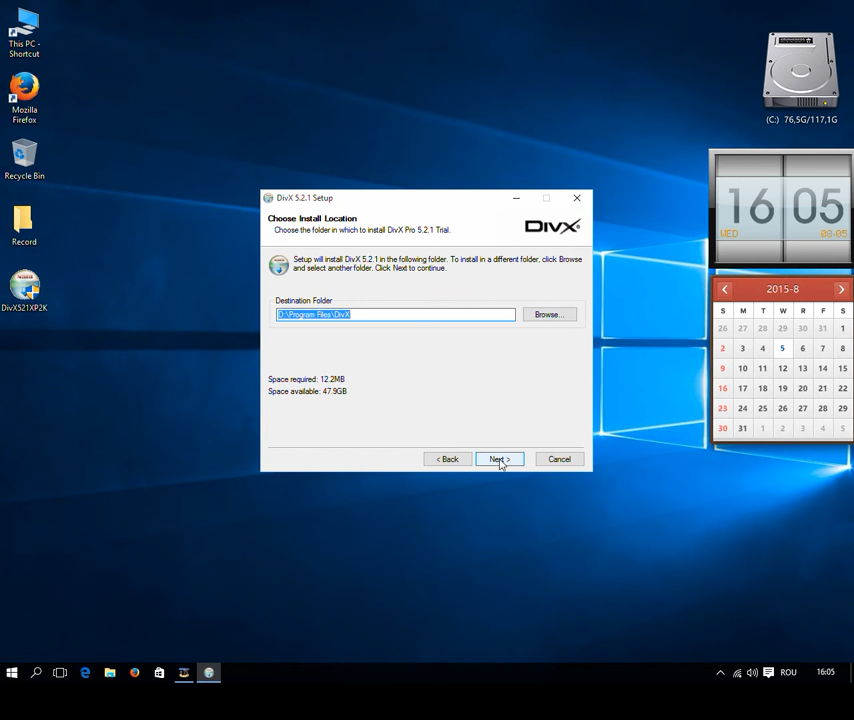 This PC -
Shortcut
Mozilla
Firefox
Recycle Bin
Record
DivX521XP2K
DivX 5.2.1 Setup
Choose Install Location
Choose the folder in which to install DivX Pro 5.2.1 Trial.
DIVX
Setup will install DivX 5.2.1 in the following folder. To install in a different folder, click Browse
and select another folder. Click Next to continue.
Destination Folder
D:\Program Files\DivX
Browse...
Space required: 12.2MB
Space available: 47.9GB
< Back
Next >
Cancel
(C:) 76,5G/117,1G
16 05
WED 08-05
2015-8
S M T W T F S
26 27 28 29 30 31 1
2 3 4 5 6 7 8
9 10 11 12 13 14 15
16 17 18 19 20 21 22
23 24 25 26 27 28 29
30 31 1 2 3 4 5
ROU
16:05